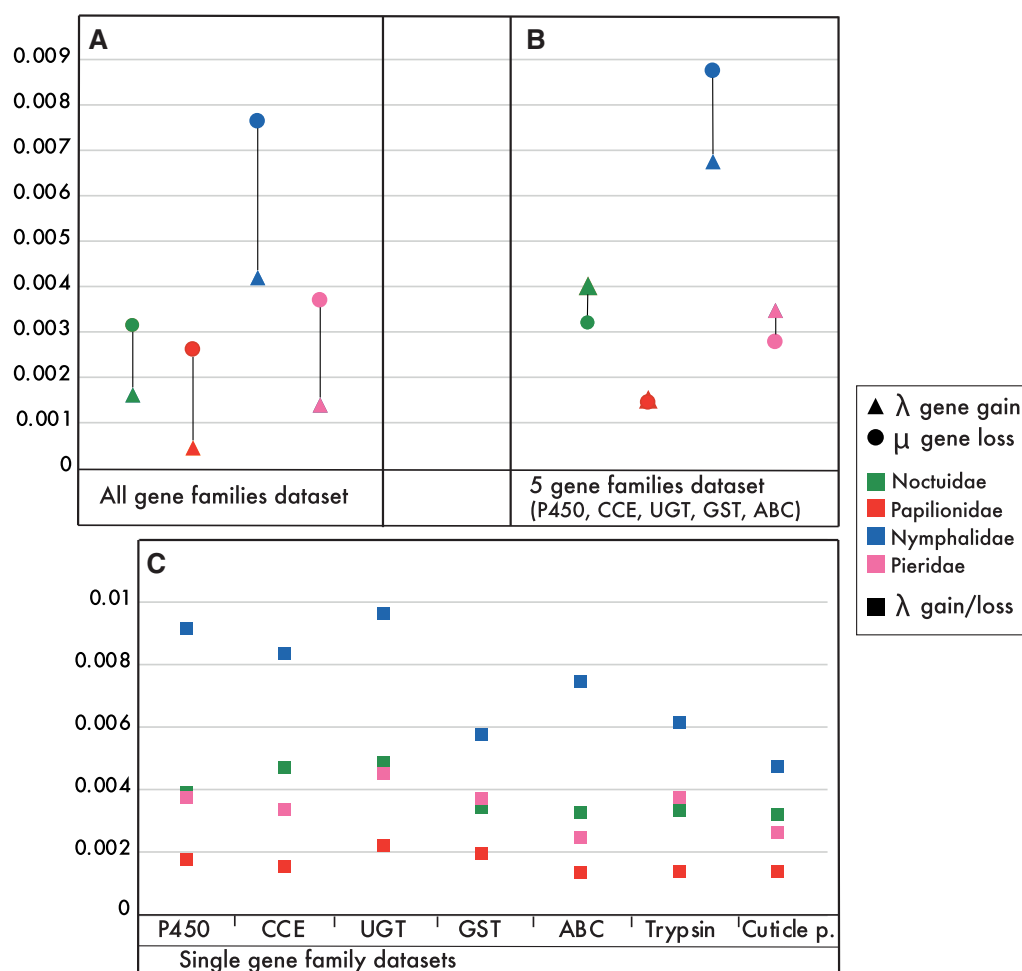 A
B
0.009
0.008
0.007
0.006
0.005
0.004
0.003
0.002
0.001
0
All gene families dataset
5 gene families dataset
(P450, CCE, UGT, GST, ABC)
λ gene gain
μ gene loss
Noctuidae
Papilionidae
Nymphalidae
Pieridae
λ gain/loss
C
0.01
0.008
0.006
0.004
0.002
0
P450 CCE UGT GST ABC Trypsin Cuticle p.
Single gene family datasets